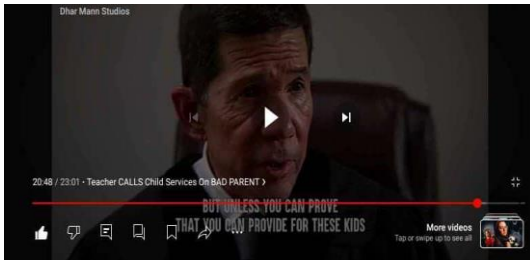 Dhar Mann Studios
20:48 / 23:01 • Teacher CALLS Child Services On BAD PARENT >
BUT UNLESS YOU CAN PROVE
THAT YOU CAN PROVIDE FOR THESE KIDS
More videos
Tap or swipe up to see all